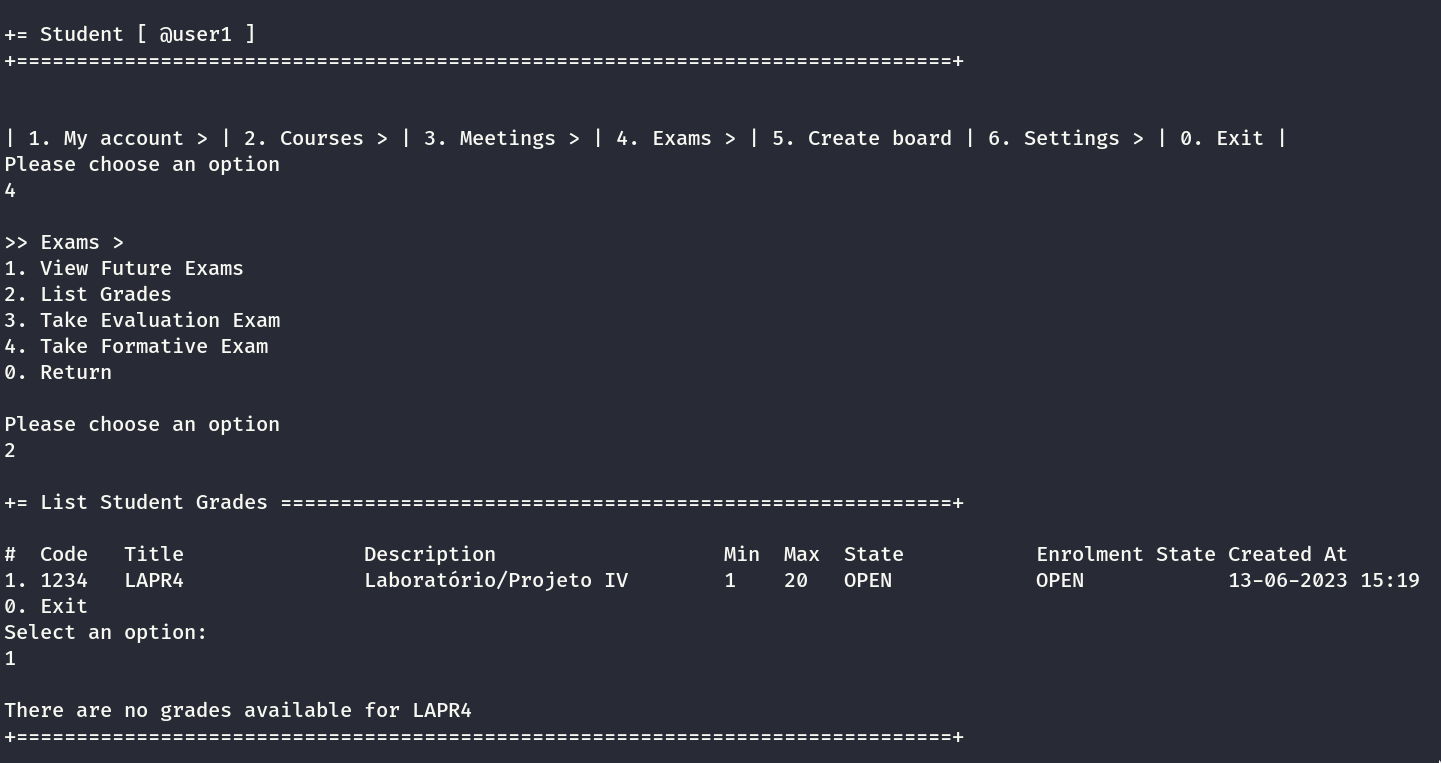 += Student [ @user1 ]
+==============================================================================+
| 1. My account > | 2. Courses > | 3. Meetings > | 4. Exams > | 5. Create board | 6. Settings > | 0. Exit |
Please choose an option
4
>> Exams >
1. View Future Exams
2. List Grades
3. Take Evaluation Exam
4. Take Formative Exam
0. Return
Please choose an option
2
+= List Student Grades ========================================================+
#  Code   Title               Description                   Min  Max  State           Enrolment State Created At
1. 1234   LAPR4               Laboratório/Projeto IV        1    20   OPEN            OPEN            13-06-2023 15:19
0. Exit
Select an option:
1
There are no grades available for LAPR4
+==============================================================================+